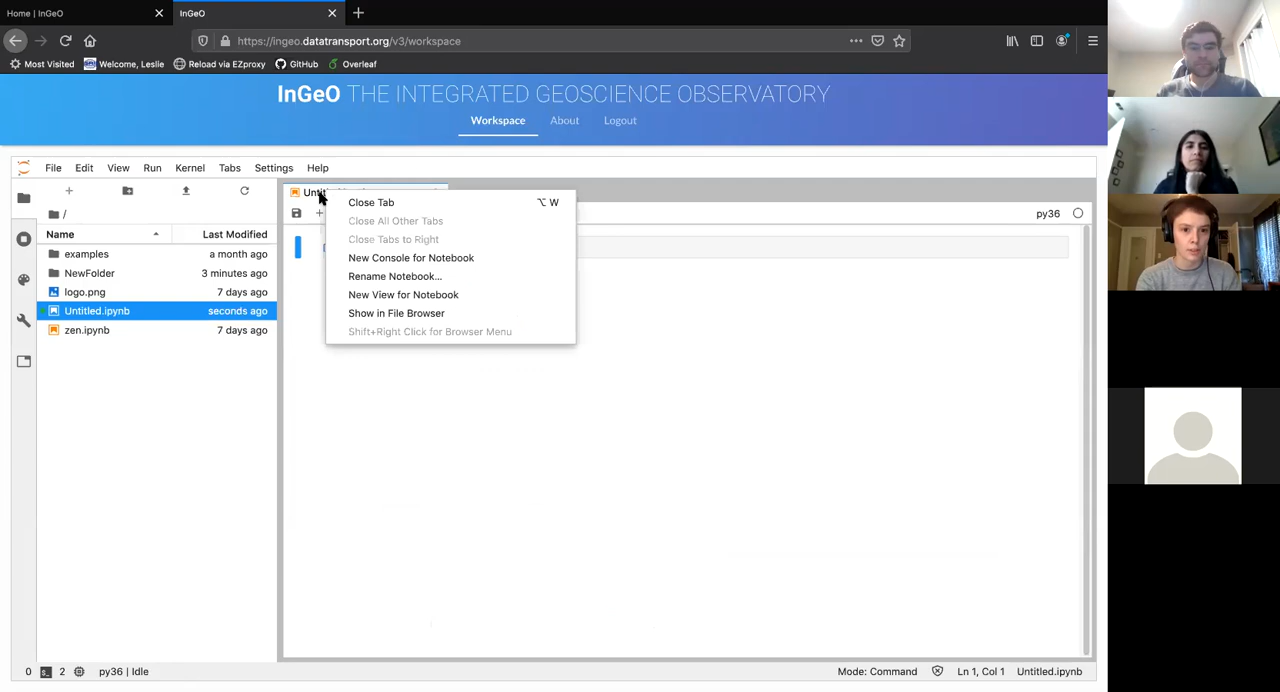 Home | InGeO
InGeO
https://ingeo.datatransport.org/v3/workspace
Most Visited
Welcome, Leslie
Reload via EZproxy
GitHub
Overleaf
InGeO THE INTEGRATED GEOSCIENCE OBSERVATORY
Workspace
About
Logout
File Edit View Run Kernel Tabs Settings Help
/
Name
Last Modified
examples
a month ago
NewFolder
3 minutes ago
logo.png
7 days ago
Untitled.ipynb
seconds ago
zen.ipynb
7 days ago
py36
Close Tab
⌥ W
Close All Other Tabs
Close Tabs to Right
New Console for Notebook
Rename Notebook...
New View for Notebook
Show in File Browser
Shift+Right Click for Browser Menu
0
2
py36 | Idle
Mode: Command
Ln 1, Col 1
Untitled.ipynb